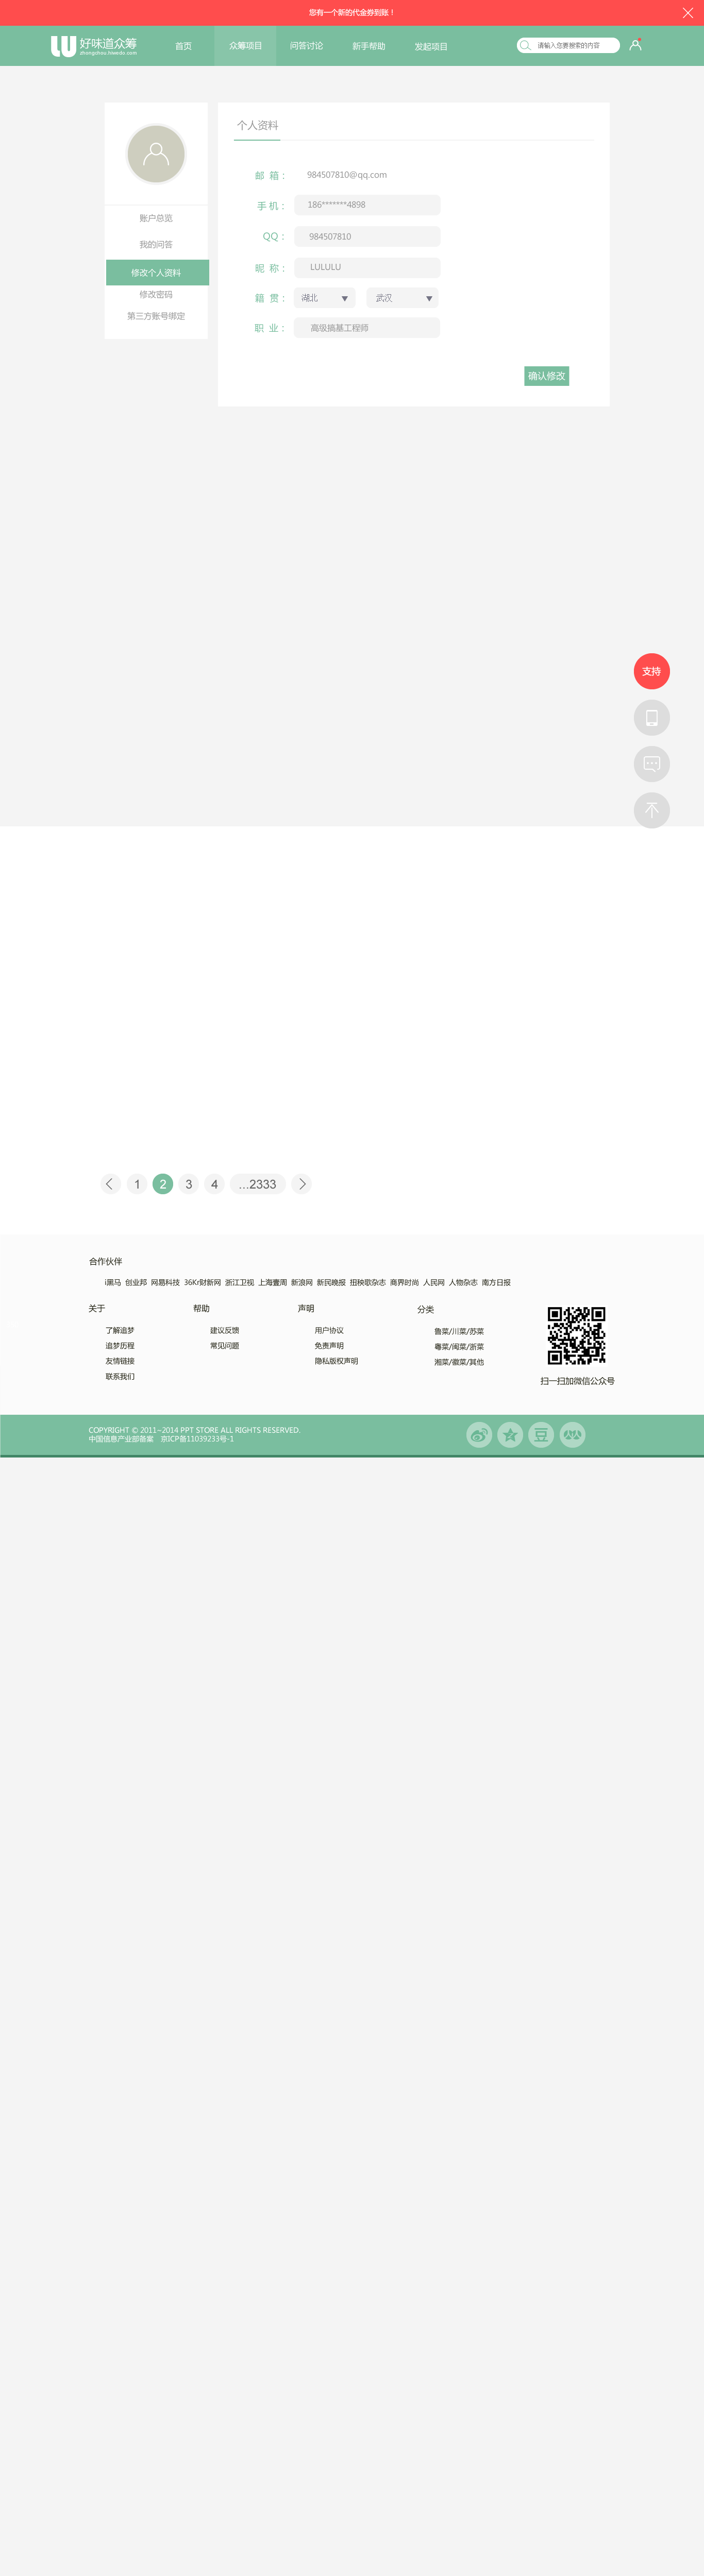 您有一个新的代金券到账！
好味道众筹
zhongchou.towedo.com
首页 众筹项目 问答讨论 新手帮助 发起项目
请输入您要搜索的内容
账户总览
我的问答
修改个人资料
修改密码
第三方账号绑定
个人资料
邮 箱： 984507810@qq.com
手 机： 186*******4898
QQ： 984507810
昵 称： LULULU
籍 贯： 湖北 武汉
职 业： 高级搞基工程师
确认修改
支持
1 2 3 4 ...2333
合作伙伴
i黑马 创业邦 网易科技 36Kr财新网 浙江卫视 上海壹周 新浪网 新民晚报 扭秧歌杂志 商界时尚 人民网 人物杂志 南方日报
关于
了解追梦
追梦历程
友情链接
联系我们
帮助
建议反馈
常见问题
声明
用户协议
免责声明
隐私版权声明
分类
鲁菜/川菜/苏菜
粤菜/闽菜/浙菜
湘菜/徽菜/其他
扫一扫加微信公众号
COPYRIGHT © 2011-2014 PPT STORE ALL RIGHTS RESERVED.
中国信息产业部备案 京ICP备11039233号-1
豆